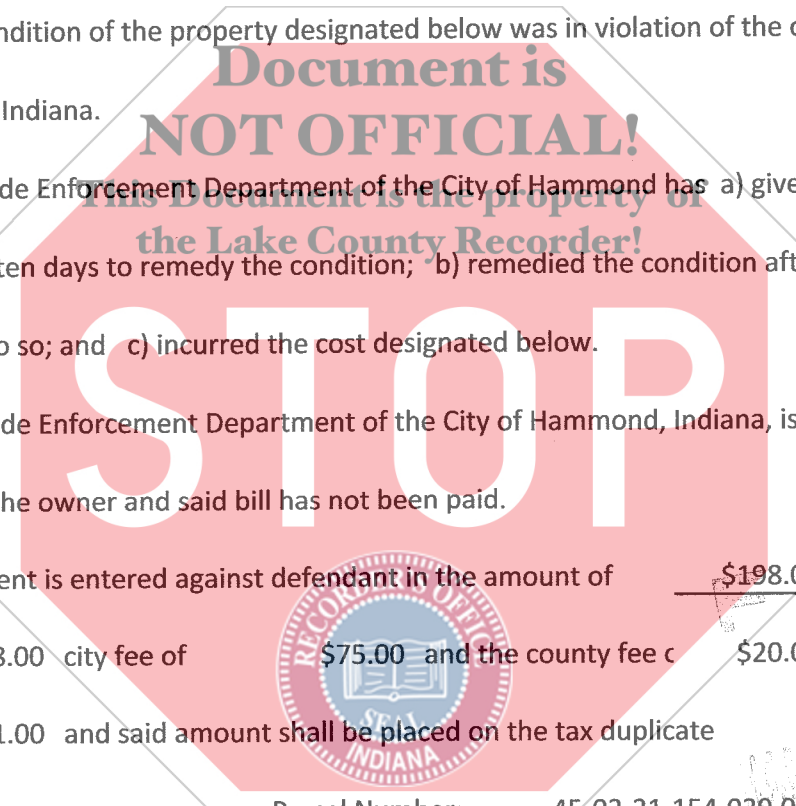 ndition of the property designated below was in violation of the c
Document is
Indiana.
NOT OFFICIAL!
de Enforcement Department of the City of Hammond has a) give
This Document is the property of
the Lake County Recorder!
ten days to remedy the condition; b) remedied the condition aft
o so; and c) incurred the cost designated below.
STOP
de Enforcement Department of the City of Hammond, Indiana, is
he owner and said bill has not been paid.
ent is entered against defendant in the amount of $198.0
3.00 city fee of $75.00 and the county fee c $20.0
1.00 and said amount shall be placed on the tax duplicate
RECORDER'S OFFICE
SEAL
INDIANA
Parcel Number: